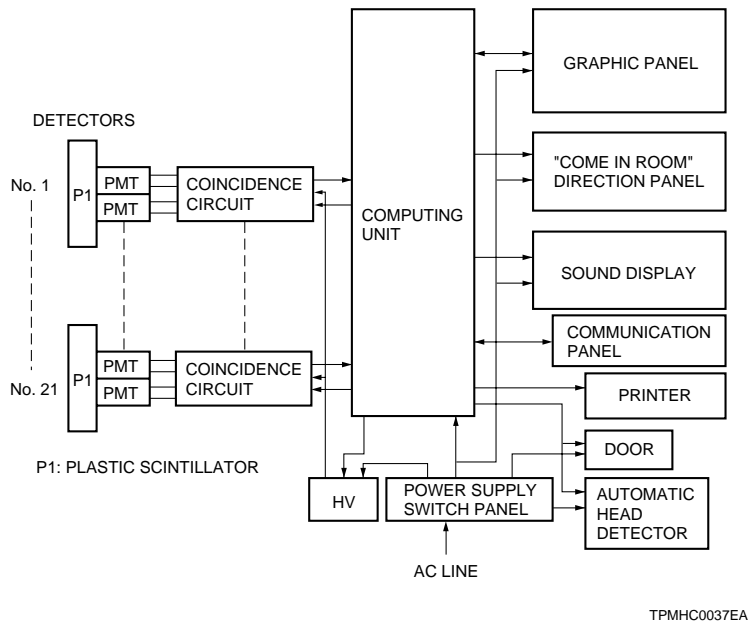 DETECTORS
No. 1
P1
PMT
PMT
COINCIDENCE
CIRCUIT
No. 21
P1
PMT
PMT
COINCIDENCE
CIRCUIT
P1: PLASTIC SCINTILLATOR
COMPUTING
UNIT
HV
POWER SUPPLY
SWITCH PANEL
AC LINE
GRAPHIC PANEL
"COME IN ROOM"
DIRECTION PANEL
SOUND DISPLAY
COMMUNICATION
PANEL
PRINTER
DOOR
AUTOMATIC
HEAD
DETECTOR
TPMHC0037EA